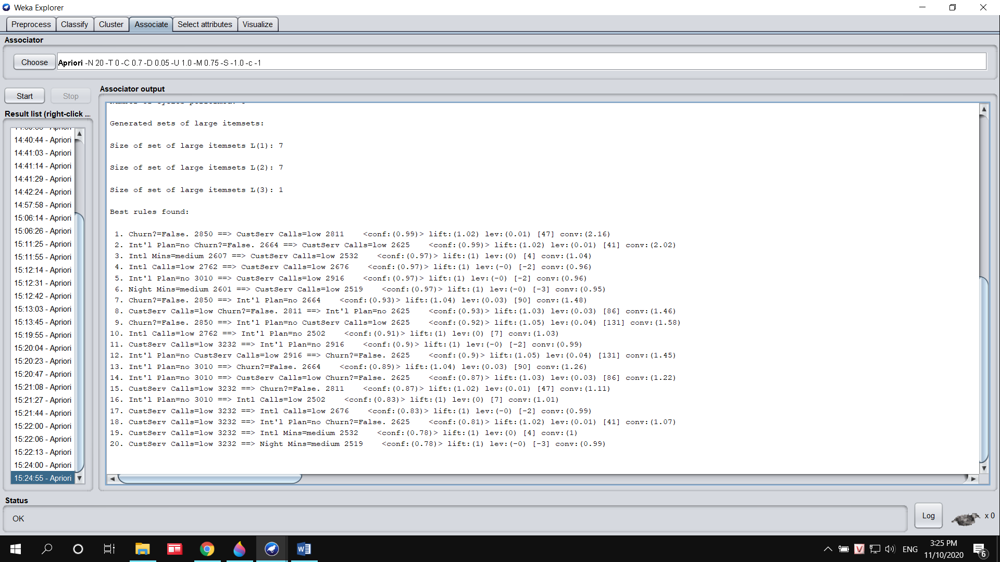 Weka Explorer
Preprocess Classify Cluster Associate Select attributes Visualize
Associator
Choose Apriori -N 20 -T 0 -C 0.7 -D 0.05 -U 1.0 -M 0.75 -S -1.0 -c -1
Start Stop
Result list (right-click ...
14:40:44 - Apriori
14:41:03 - Apriori
14:41:14 - Apriori
14:41:29 - Apriori
14:42:24 - Apriori
14:57:58 - Apriori
15:06:14 - Apriori
15:06:26 - Apriori
15:11:25 - Apriori
15:11:55 - Apriori
15:12:14 - Apriori
15:12:31 - Apriori
15:12:42 - Apriori
15:13:03 - Apriori
15:13:45 - Apriori
15:19:55 - Apriori
15:20:04 - Apriori
15:20:23 - Apriori
15:20:47 - Apriori
15:21:08 - Apriori
15:21:27 - Apriori
15:21:44 - Apriori
15:22:00 - Apriori
15:22:06 - Apriori
15:22:13 - Apriori
15:24:00 - Apriori
15:24:55 - Apriori
Associator output
Generated sets of large itemsets:
Size of set of large itemsets L(1): 7
Size of set of large itemsets L(2): 7
Size of set of large itemsets L(3): 1
Best rules found:
1. Churn?=False. 2850 ==> CustServ Calls=low 2811 <conf:(0.99)> lift:(1.02) lev:(0.01) [47] conv:(2.16)
2. Int'l Plan=no Churn?=False. 2664 ==> CustServ Calls=low 2625 <conf:(0.99)> lift:(1.02) lev:(0.01) [41] conv:(2.02)
3. Intl Mins=medium 2607 ==> CustServ Calls=low 2532 <conf:(0.97)> lift:(1) lev:(0) [4] conv:(1.04)
4. Intl Calls=low 2762 ==> CustServ Calls=low 2676 <conf:(0.97)> lift:(1) lev:(-0) [-2] conv:(0.96)
5. Int'l Plan=no 3010 ==> CustServ Calls=low 2916 <conf:(0.97)> lift:(1) lev:(-0) [-2] conv:(0.96)
6. Night Mins=medium 2601 ==> CustServ Calls=low 2519 <conf:(0.97)> lift:(1) lev:(-0) [-3] conv:(0.95)
7. Churn?=False. 2850 ==> Int'l Plan=no 2664 <conf:(0.93)> lift:(1.04) lev:(0.03) [90] conv:(1.48)
8. CustServ Calls=low Churn?=False. 2811 ==> Int'l Plan=no 2625 <conf:(0.93)> lift:(1.03) lev:(0.03) [86] conv:(1.46)
9. Churn?=False. 2850 ==> Int'l Plan=no CustServ Calls=low 2625 <conf:(0.92)> lift:(1.05) lev:(0.04) [131] conv:(1.58)
10. Intl Calls=low 2762 ==> Int'l Plan=no 2502 <conf:(0.91)> lift:(1) lev:(0) [7] conv:(1.03)
11. CustServ Calls=low 3232 ==> Int'l Plan=no 2916 <conf:(0.9)> lift:(1) lev:(-0) [-2] conv:(0.99)
12. Int'l Plan=no CustServ Calls=low 2916 ==> Churn?=False. 2625 <conf:(0.9)> lift:(1.05) lev:(0.04) [131] conv:(1.45)
13. Int'l Plan=no 3010 ==> Churn?=False. 2664 <conf:(0.89)> lift:(1.04) lev:(0.03) [90] conv:(1.26)
14. Int'l Plan=no 3010 ==> CustServ Calls=low Churn?=False. 2625 <conf:(0.87)> lift:(1.03) lev:(0.03) [86] conv:(1.22)
15. CustServ Calls=low 3232 ==> Churn?=False. 2811 <conf:(0.87)> lift:(1.02) lev:(0.01) [47] conv:(1.11)
16. Int'l Plan=no 3010 ==> Intl Calls=low 2502 <conf:(0.83)> lift:(1) lev:(0) [7] conv:(1.01)
17. CustServ Calls=low 3232 ==> Intl Calls=low 2676 <conf:(0.83)> lift:(1) lev:(-0) [-2] conv:(0.99)
18. CustServ Calls=low 3232 ==> Int'l Plan=no Churn?=False. 2625 <conf:(0.81)> lift:(1.02) lev:(0.01) [41] conv:(1.07)
19. CustServ Calls=low 3232 ==> Intl Mins=medium 2532 <conf:(0.78)> lift:(1) lev:(0) [4] conv:(1)
20. CustServ Calls=low 3232 ==> Night Mins=medium 2519 <conf:(0.78)> lift:(1) lev:(-0) [-3] conv:(0.99)
Status
OK
Log
x 0
ENG
3:25 PM
11/10/2020
6